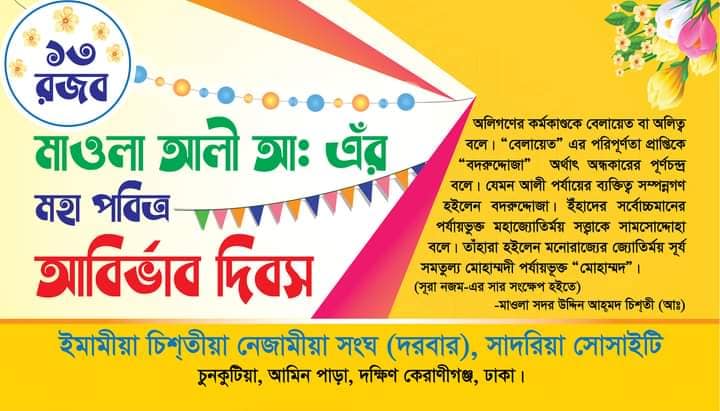 ১৩
রজব
মাওলা আলী আঃ এঁর
মহা পবিত্র
আবির্ভাব দিবস
অলিগণের কর্মকাণ্ডকে বেলায়েত বা অলিত্ব
বলে। “বেলায়েত” এর পরিপূর্ণতা প্রাপ্তিকে
“বদরুদ্দোজা” অর্থাৎ অন্ধকারের পূর্ণচন্দ্র
বলে। যেমন আলী পর্যায়ের ব্যক্তিত্ব সম্পন্নগণ
হইলেন বদরুদ্দোজা। ইঁহাদের সর্বোচ্চমানের
পর্যায়ভুক্ত মহাজ্যোতির্ময় সত্ত্বাকে সামসোদ্দোহা
বলে। তাঁহারা হইলেন মনোরাজ্যের জ্যোতির্ময় সূর্য
সমতুল্য মোহাম্মদী পর্যায়ভুক্ত “মোহাম্মদ”।
(সূরা নজম-এর সার সংক্ষেপ হইতে)
-মাওলা সদর উদ্দিন আহ্‌মদ চিশ্‌তী (আঃ)
ইমামীয়া চিশ্‌তীয়া নেজামীয়া সংঘ (দরবার), সাদরিয়া সোসাইটি
চুনকুটিয়া, আমিন পাড়া, দক্ষিণ কেরাণীগঞ্জ, ঢাকা।